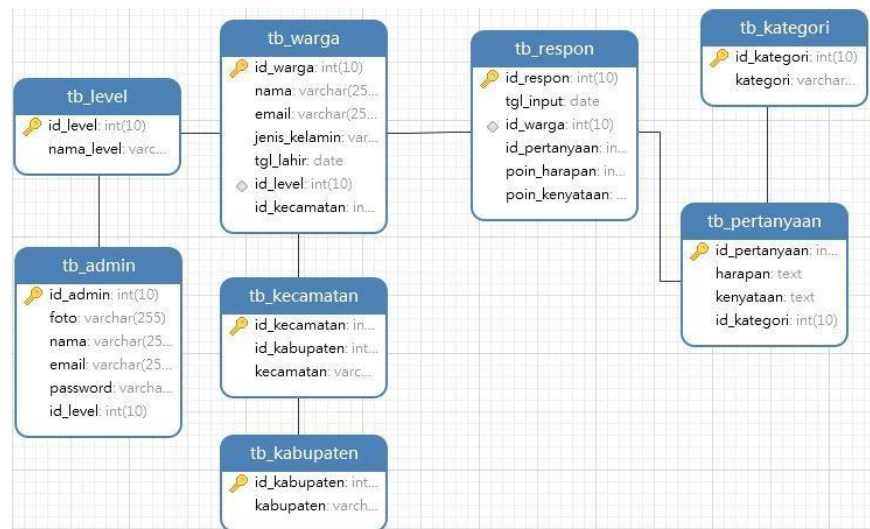 tb_level
id_level: int(10)
nama_level: varc...
tb_admin
id_admin: int(10)
foto: varchar(255)
nama: varchar(25...
email: varchar(25...
password: varcha...
id_level: int(10)
tb_warga
id_warga: int(10)
nama: varchar(25...
email: varchar(25...
jenis_kelamin: var...
tgl_lahir: date
id_level: int(10)
id_kecamatan: in...
tb_kecamatan
id_kecamatan: in...
id_kabupaten: int...
kecamatan: varc...
tb_kabupaten
id_kabupaten: int...
kabupaten: varch...
tb_respon
id_respon: int(10)
tgl_input: date
id_warga: int(10)
id_pertanyaan: in...
poin_harapan: in...
poin_kenyataan: ...
tb_kategori
id_kategori: int(10)
kategori: varchar...
tb_pertanyaan
id_pertanyaan: in...
harapan: text
kenyataan: text
id_kategori: int(10)